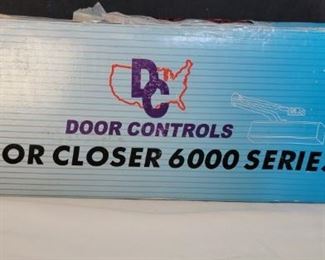 DC
DOOR CONTROLS
OR CLOSER 6000 SERIES